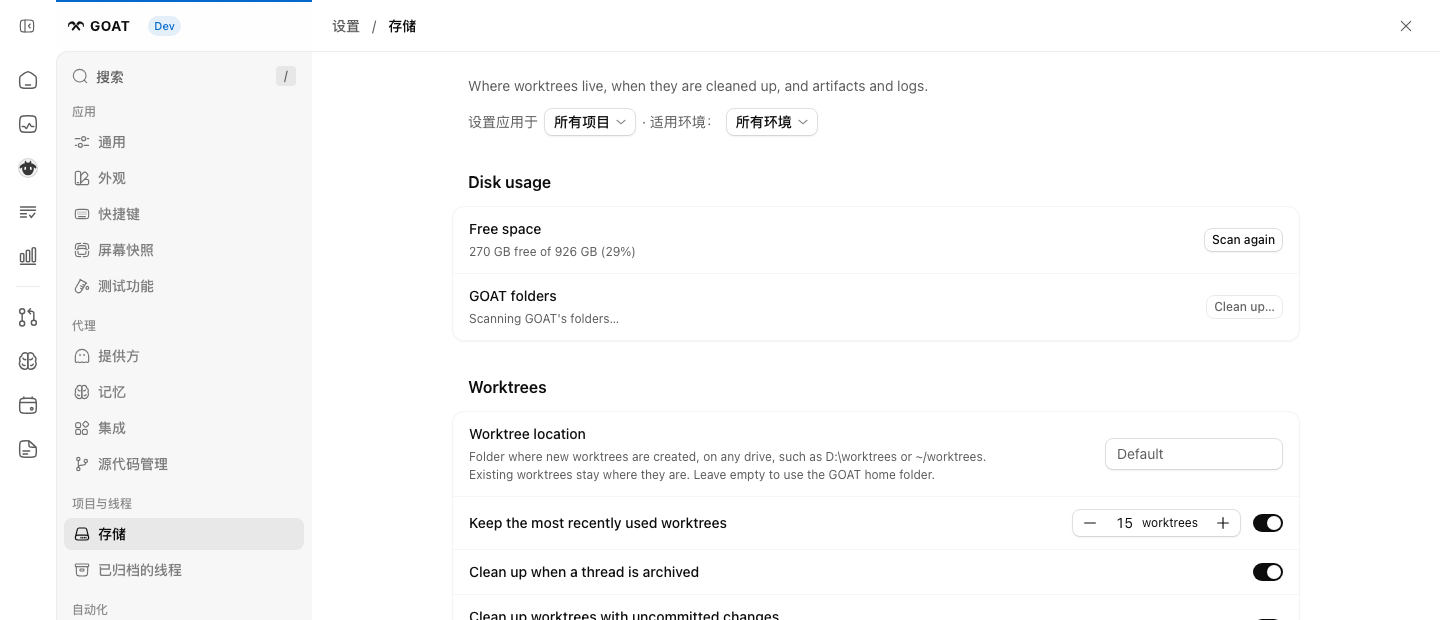 GOAT
Dev
设置 / 存储
搜索
/
应用
通用
外观
快捷键
屏幕快照
测试功能
代理
提供方
记忆
集成
源代码管理
项目与线程
存储
已归档的线程
自动化
Where worktrees live, when they are cleaned up, and artifacts and logs.
设置应用于 所有项目 · 适用环境： 所有环境
Disk usage
Free space
270 GB free of 926 GB (29%)
Scan again
GOAT folders
Scanning GOAT's folders...
Clean up...
Worktrees
Worktree location
Folder where new worktrees are created, on any drive, such as D:\worktrees or ~/worktrees.
Existing worktrees stay where they are. Leave empty to use the GOAT home folder.
Default
Keep the most recently used worktrees
15 worktrees
Clean up when a thread is archived
Clean up worktrees with uncommitted changes